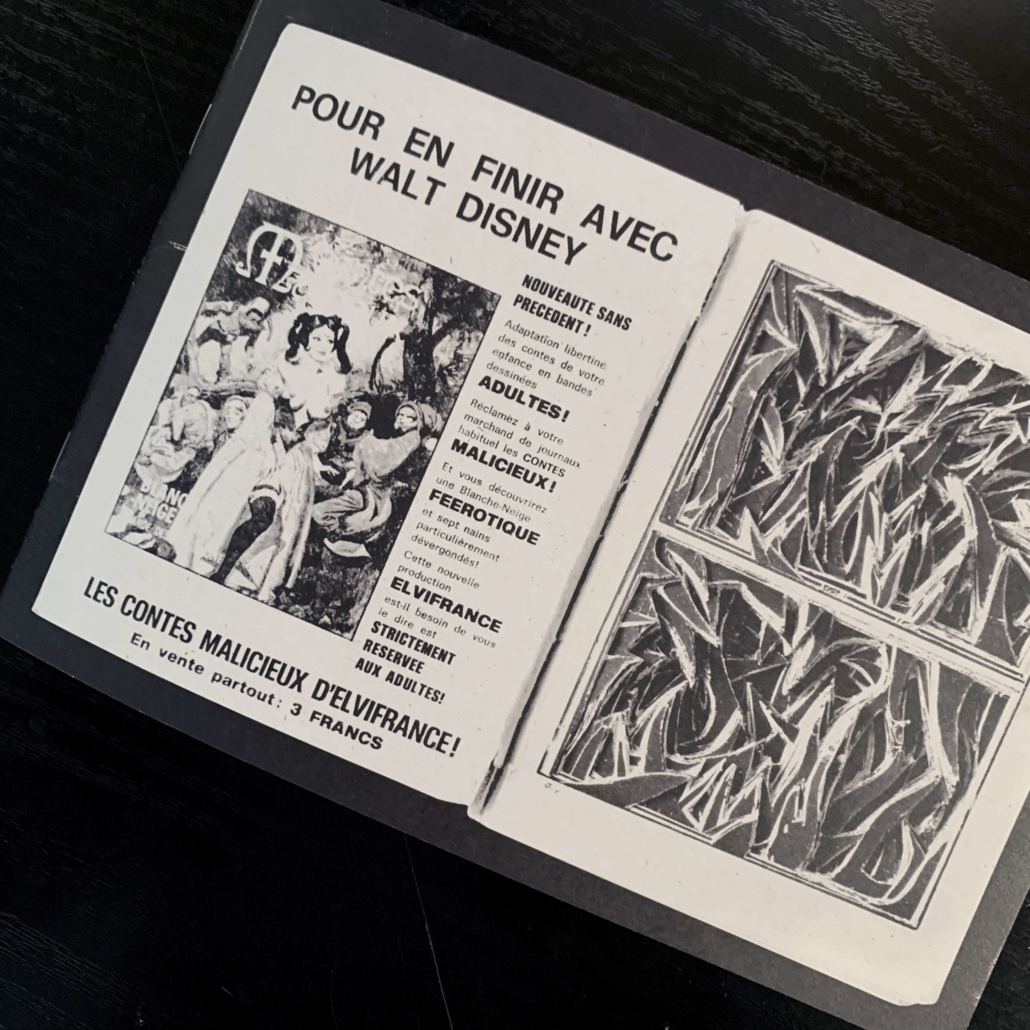 POUR EN FINIR AVEC
WALT DISNEY
NOUVEAUTE SANS
PRECEDENT!
Adaptation libertine
des contes de votre
enfance en bandes
dessinées
ADULTES!
Réclamez à votre
marchand de journaux
habituel les CONTES
MALICIEUX!
Et vous découvrirez
une Blanche-Neige
FEEROTIQUE
et sept nains
particulièrement
dévergondés!
Cette nouvelle
production
ELVIFRANCE
est-il besoin de vous
le dire est
STRICTEMENT
RESERVEE
AUX ADULTES!
LES CONTES MALICIEUX D'ELVIFRANCE!
En vente partout: 3 FRANCS